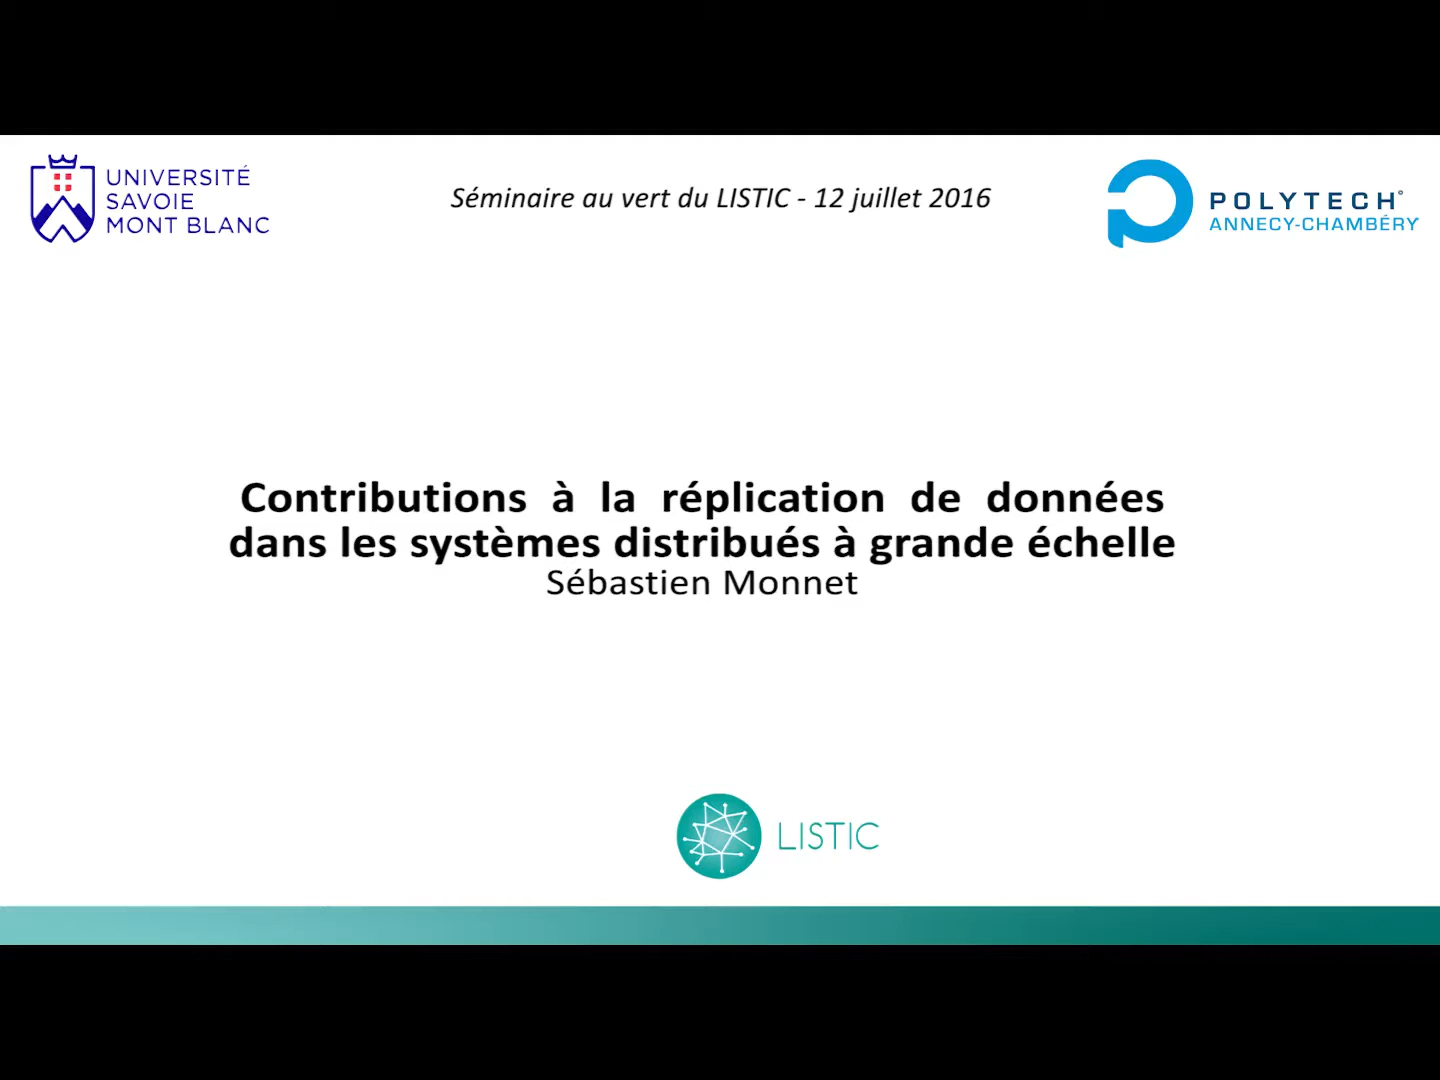 UNIVERSITÉ
SAVOIE
MONT BLANC
Séminaire au vert du LISTIC - 12 juillet 2016
POLYTECH°
ANNECY-CHAMBÉRY
Contributions à la réplication de données
dans les systèmes distribués à grande échelle
Sébastien Monnet
LISTIC